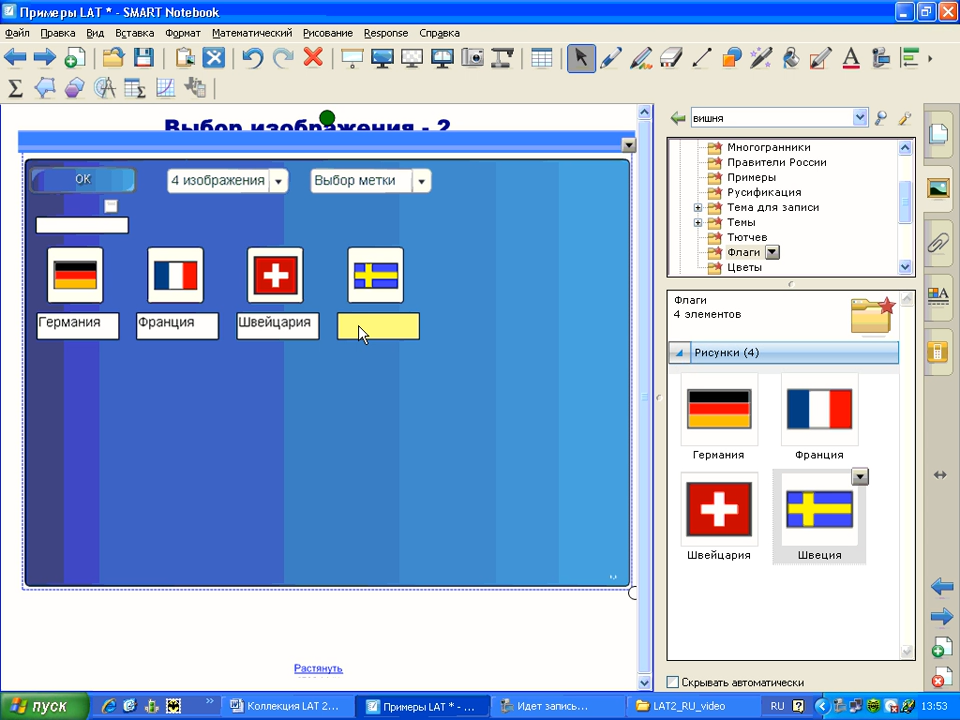 Примеры LAT * - SMART Notebook
Файл Правка Вид Вставка Формат Математический Рисование Response Справка
Выбор изображения - 2
OK
4 изображения
Выбор метки
Германия
Франция
Швейцария
Растянуть
вишня
Многогранники
Правители России
Примеры
Русификация
Тема для записи
Темы
Тютчев
Флаги
Цветы
Флаги
4 элементов
Рисунки (4)
Германия
Франция
Швейцария
Швеция
Скрывать автоматически
пуск
Коллекция LAT 2...
Примеры LAT * - ...
Идет запись...
LAT2_RU_video
RU
13:53